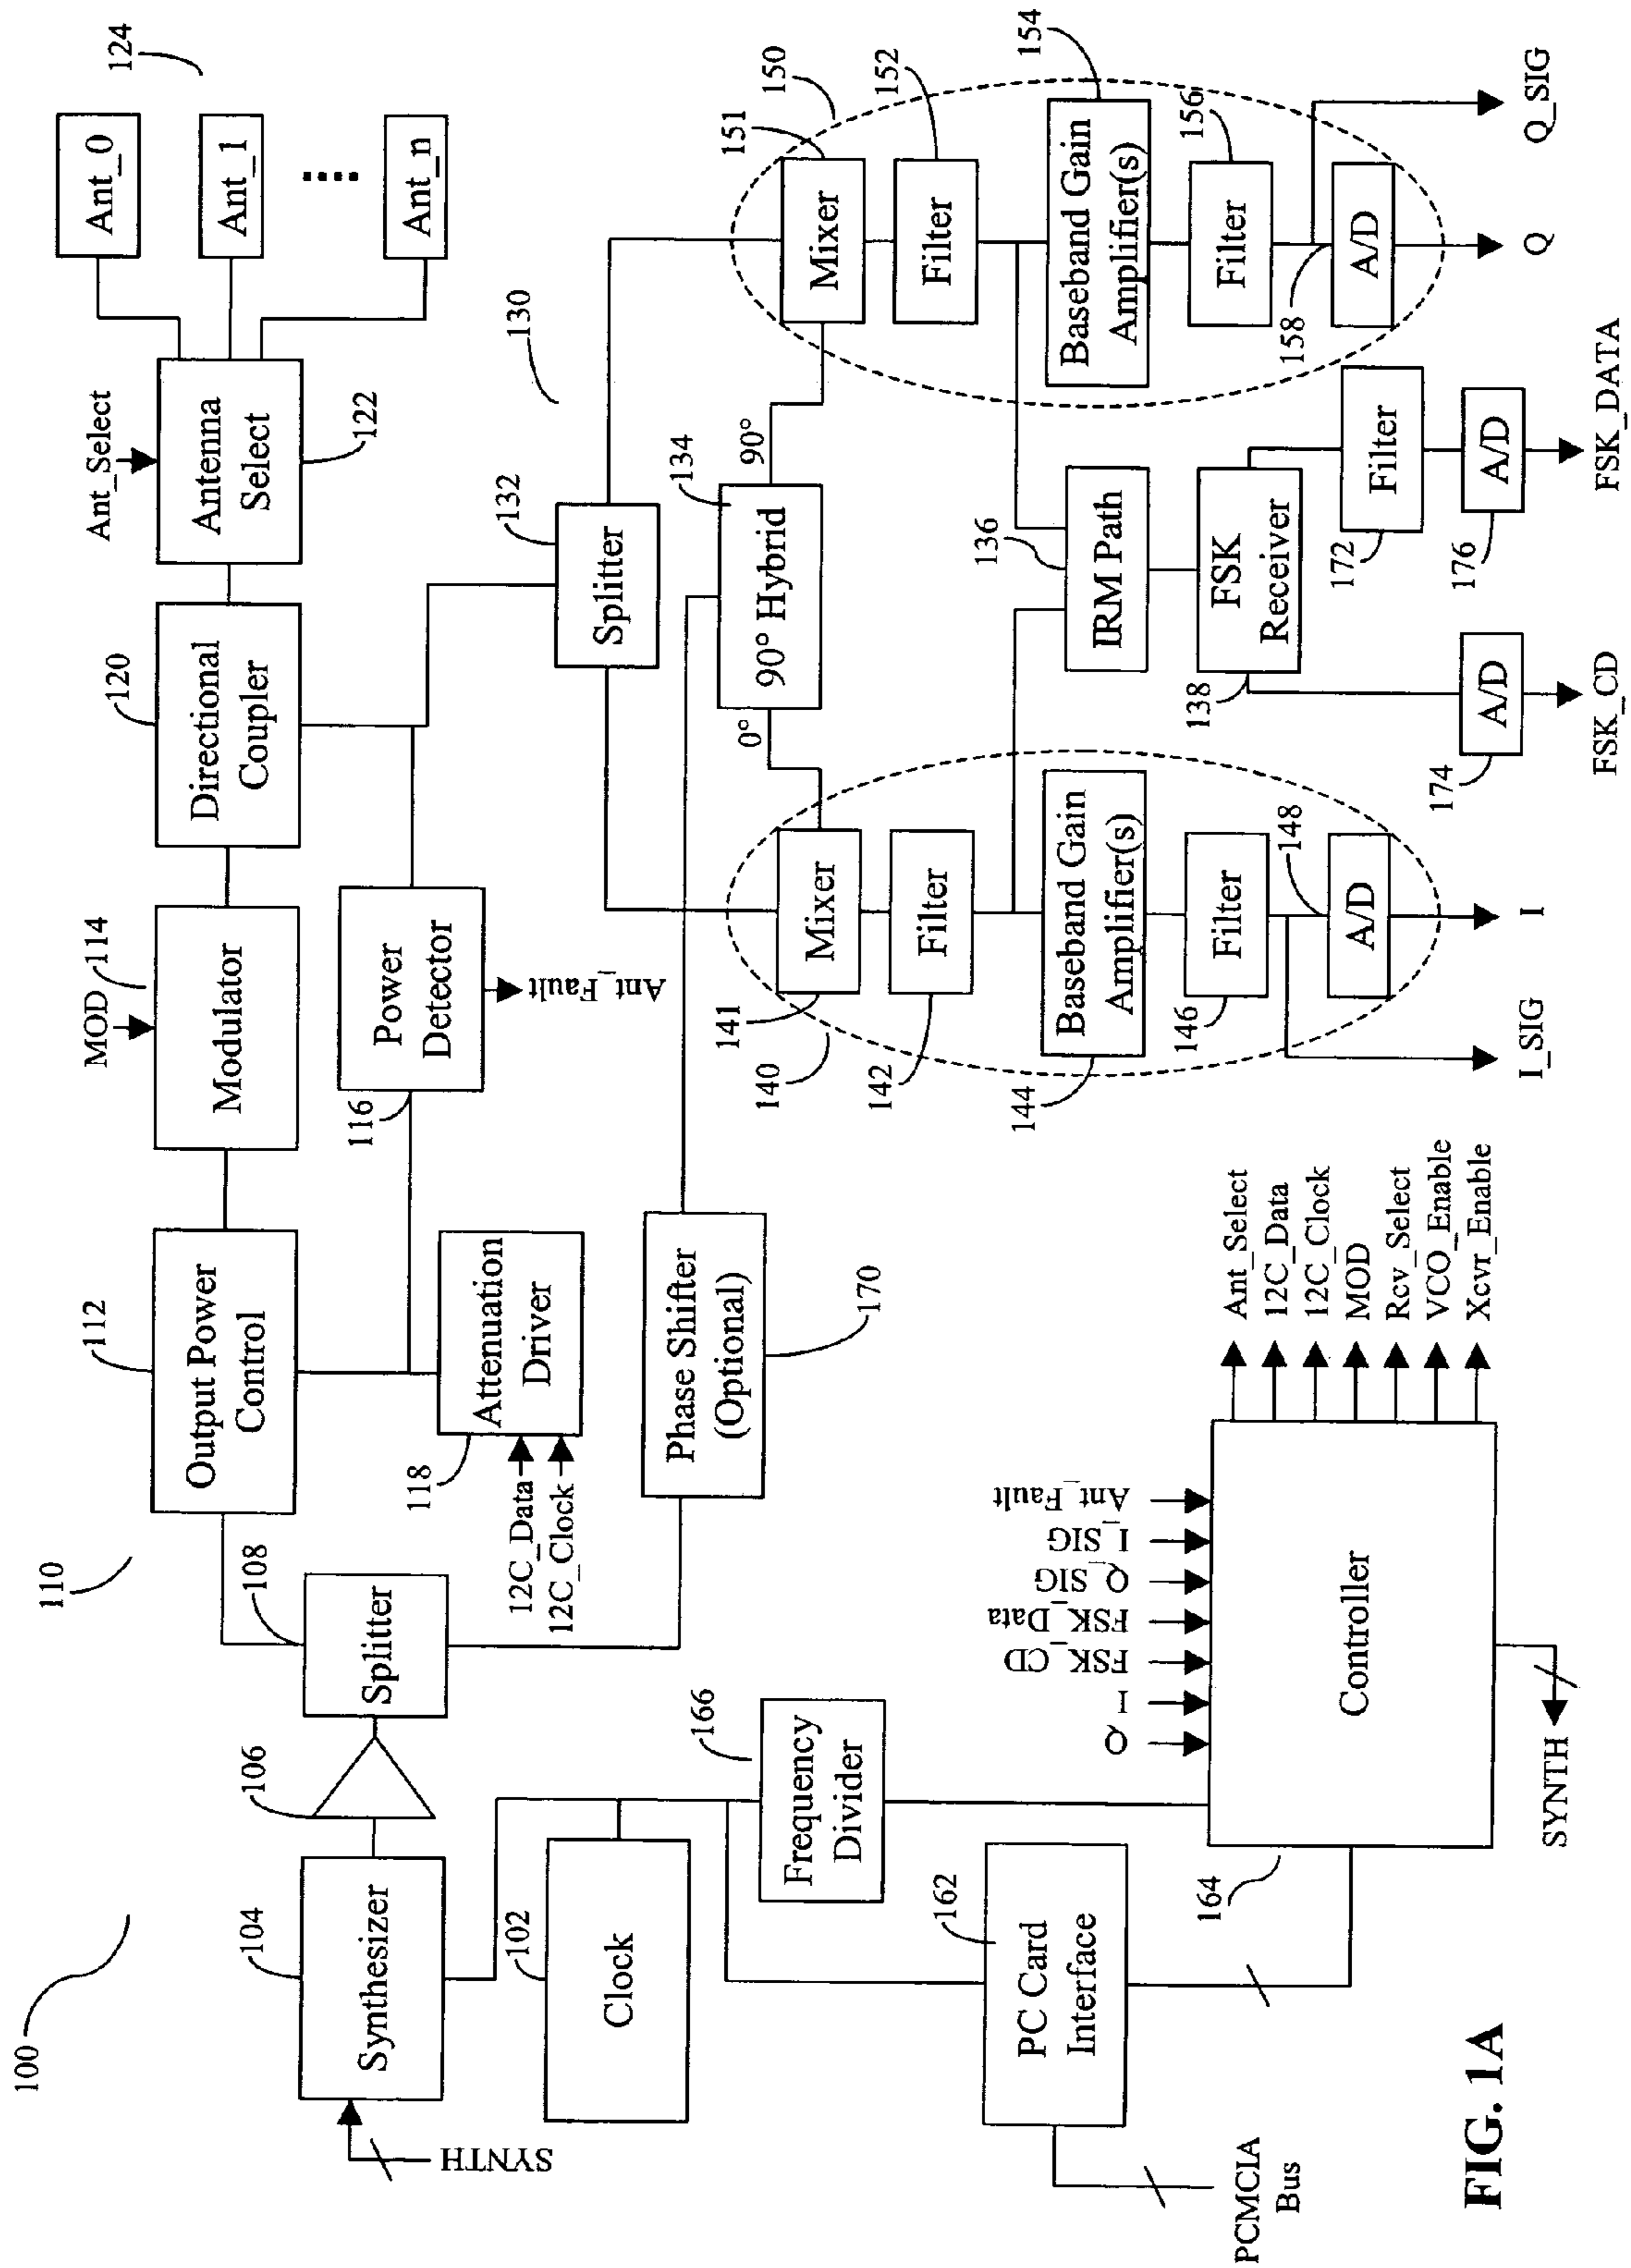 100
110
124
104
106
108
112
MOD
114
120
Ant_Select
122
Synthesizer
SYNTH
Splitter
Output Power
Control
Modulator
Directional
Coupler
Antenna
Select
Ant_0
Ant_1
Ant_n
102
Clock
12C_Data
12C_Clock
118
Attenuation
Driver
116
Power
Detector
Ant_Fault
130
132
Splitter
166
Frequency
Divider
Phase Shifter
(Optional)
170
0°
90° Hybrid
90°
134
140
141
Mixer
142
Filter
144
Baseband Gain
Amplifier(s)
146
Filter
148
A/D
I_SIG
I
136
IRM Path
138
FSK
Receiver
172
Filter
174
A/D
FSK_CD
176
A/D
FSK_DATA
150
151
Mixer
152
Filter
154
Baseband Gain
Amplifier(s)
156
Filter
158
A/D
Q
Q_SIG
162
PC Card
Interface
PCMCIA
Bus
Q
I
FSK_CD
FSK_Data
Q_SIG
I_SIG
Ant_Fault
164
Controller
SYNTH
Ant_Select
12C_Data
12C_Clock
MOD
Rcv_Select
VCO_Enable
Xcvr_Enable
FIG. 1A